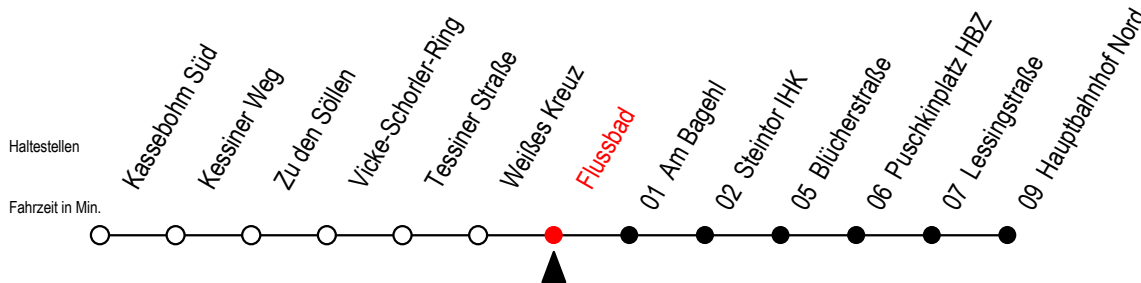 Haltestellen
Kassebohm Süd
Kessiner Weg
Zu den Söllen
Vicke-Schorler-Ring
Tessiner Straße
Weißes Kreuz
Flussbad
01 Am Bagehl
02 Steintor IHK
05 Blücherstraße
06 Puschkinplatz HBZ
07 Lessingstraße
09 Hauptbahnhof Nord
Fahrzeit in Min.